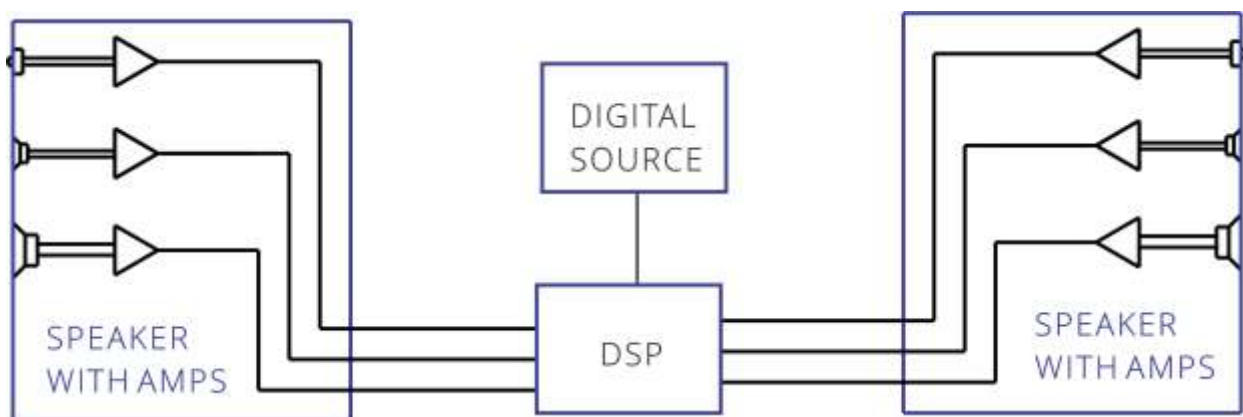 DIGITAL
SOURCE
SPEAKER
WITH AMPS
DSP
SPEAKER
WITH AMPS